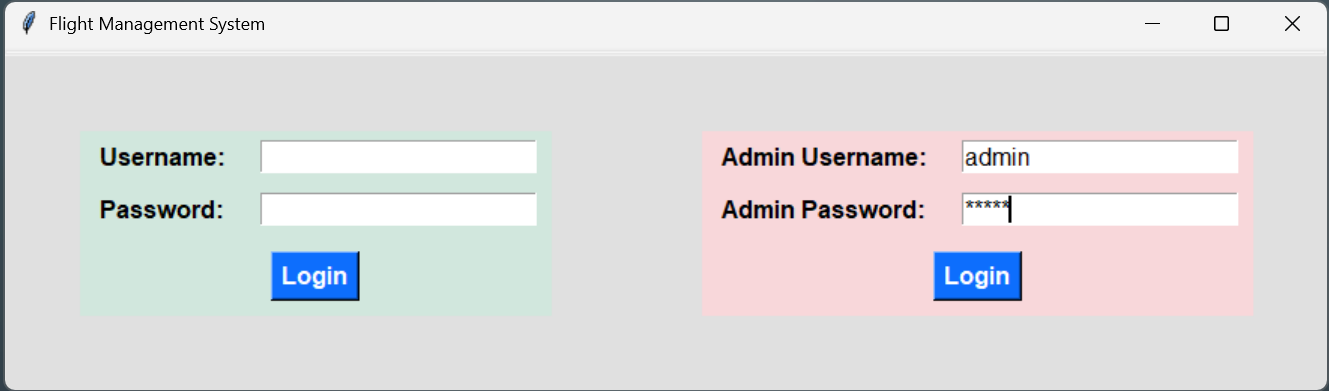 Flight Management System
Username:
Password:
Login
Admin Username: admin
Admin Password: *****
Login